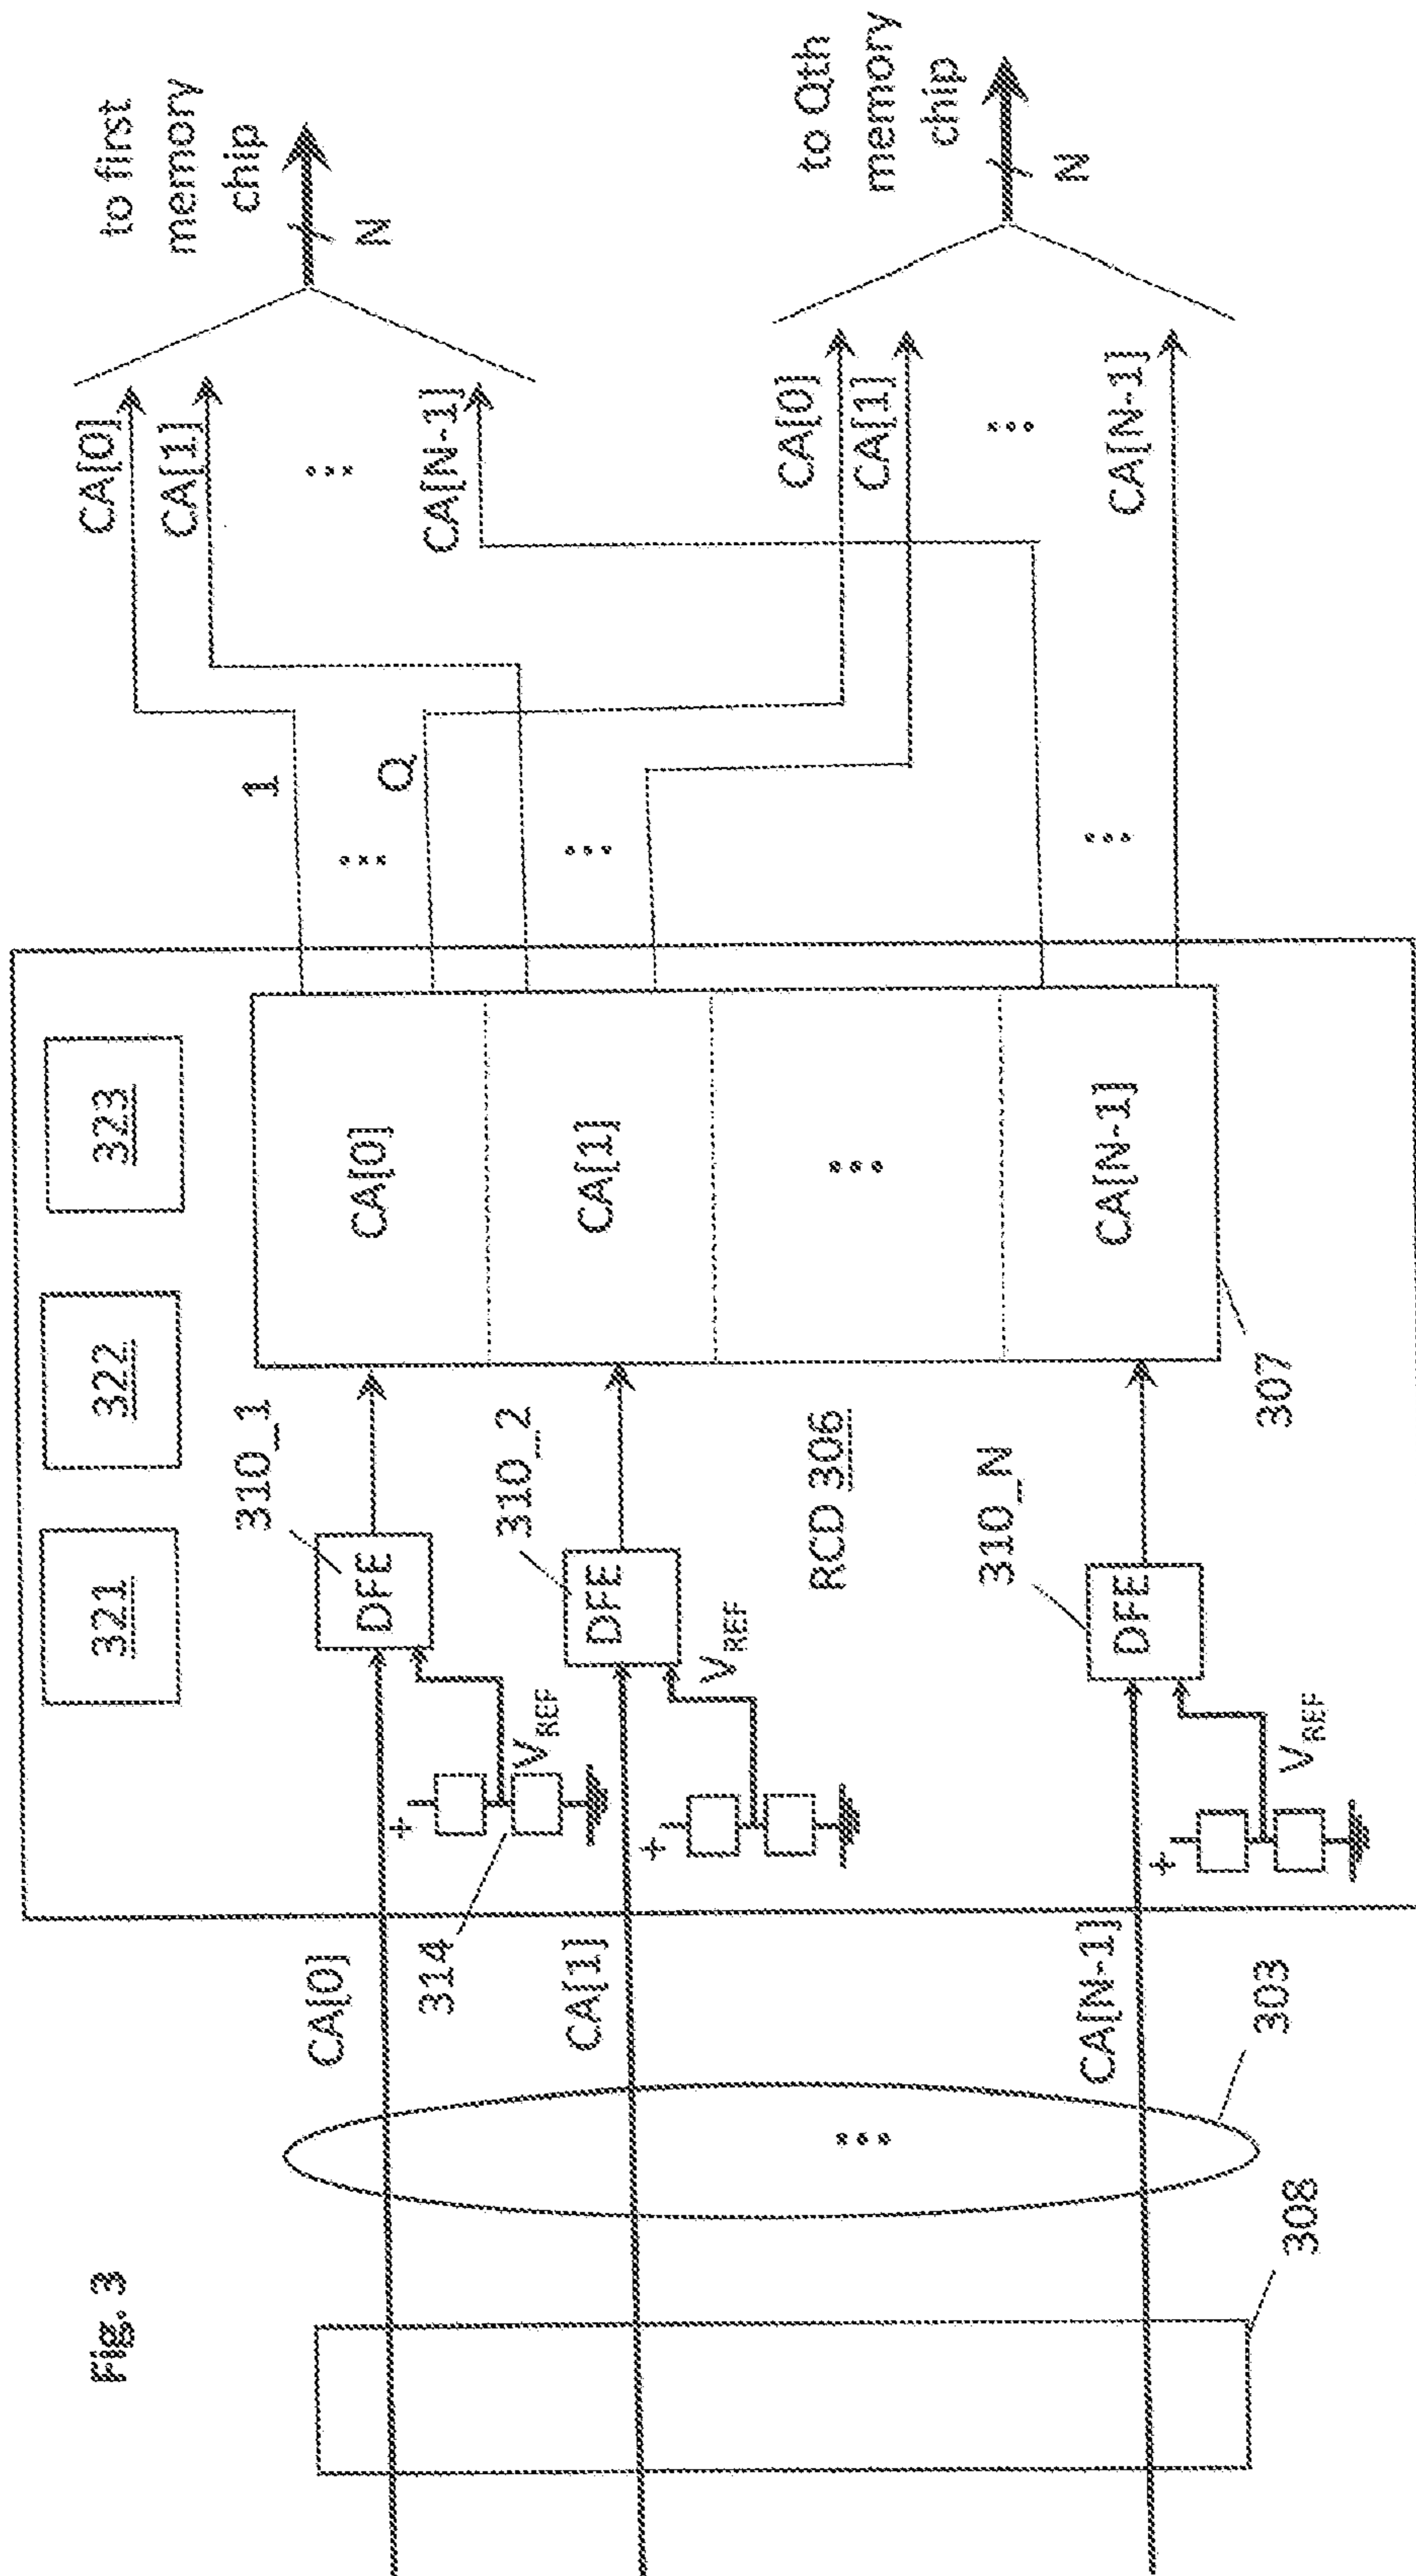 Fig. 3
308
303
CA[0]
CA[1]
CA[N-1]
314
+
VREF
+
VREF
+
VREF
DFE
310_1
DFE
310_2
DFE
310_N
RCD 306
321
322
323
CA[0]
CA[1]
CA[N-1]
307
1
Q
CA[0]
CA[1]
CA[N-1]
N
to first
memory
chip
CA[0]
CA[1]
CA[N-1]
N
to Qth
memory
chip